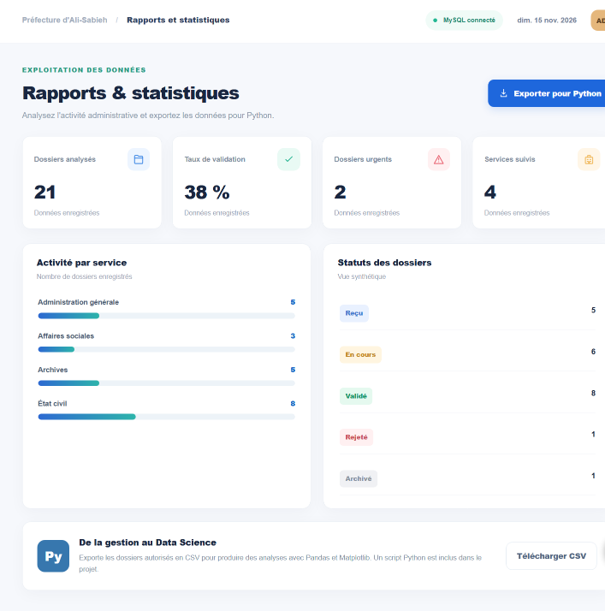 Préfecture d'Ali-Sabieh / Rapports et statistiques
MySQL connecté
dim. 15 nov. 2026
EXPLOITATION DES DONNÉES
Rapports & statistiques
Analysez l'activité administrative et exportez les données pour Python.
Exporter pour Python
Dossiers analysés
21
Données enregistrées
Taux de validation
38 %
Données enregistrées
Dossiers urgents
2
Données enregistrées
Services suivis
4
Données enregistrées
Activité par service
Nombre de dossiers enregistrés
Administration générale 5
Affaires sociales 3
Archives 5
État civil 8
Statuts des dossiers
Vue synthétique
Reçu 5
En cours 6
Validé 8
Rejeté 1
Archivé 1
Py
De la gestion au Data Science
Exporte les dossiers autorisés en CSV pour produire des analyses avec Pandas et Matplotlib. Un script Python est inclus dans le
projet.
Télécharger CSV